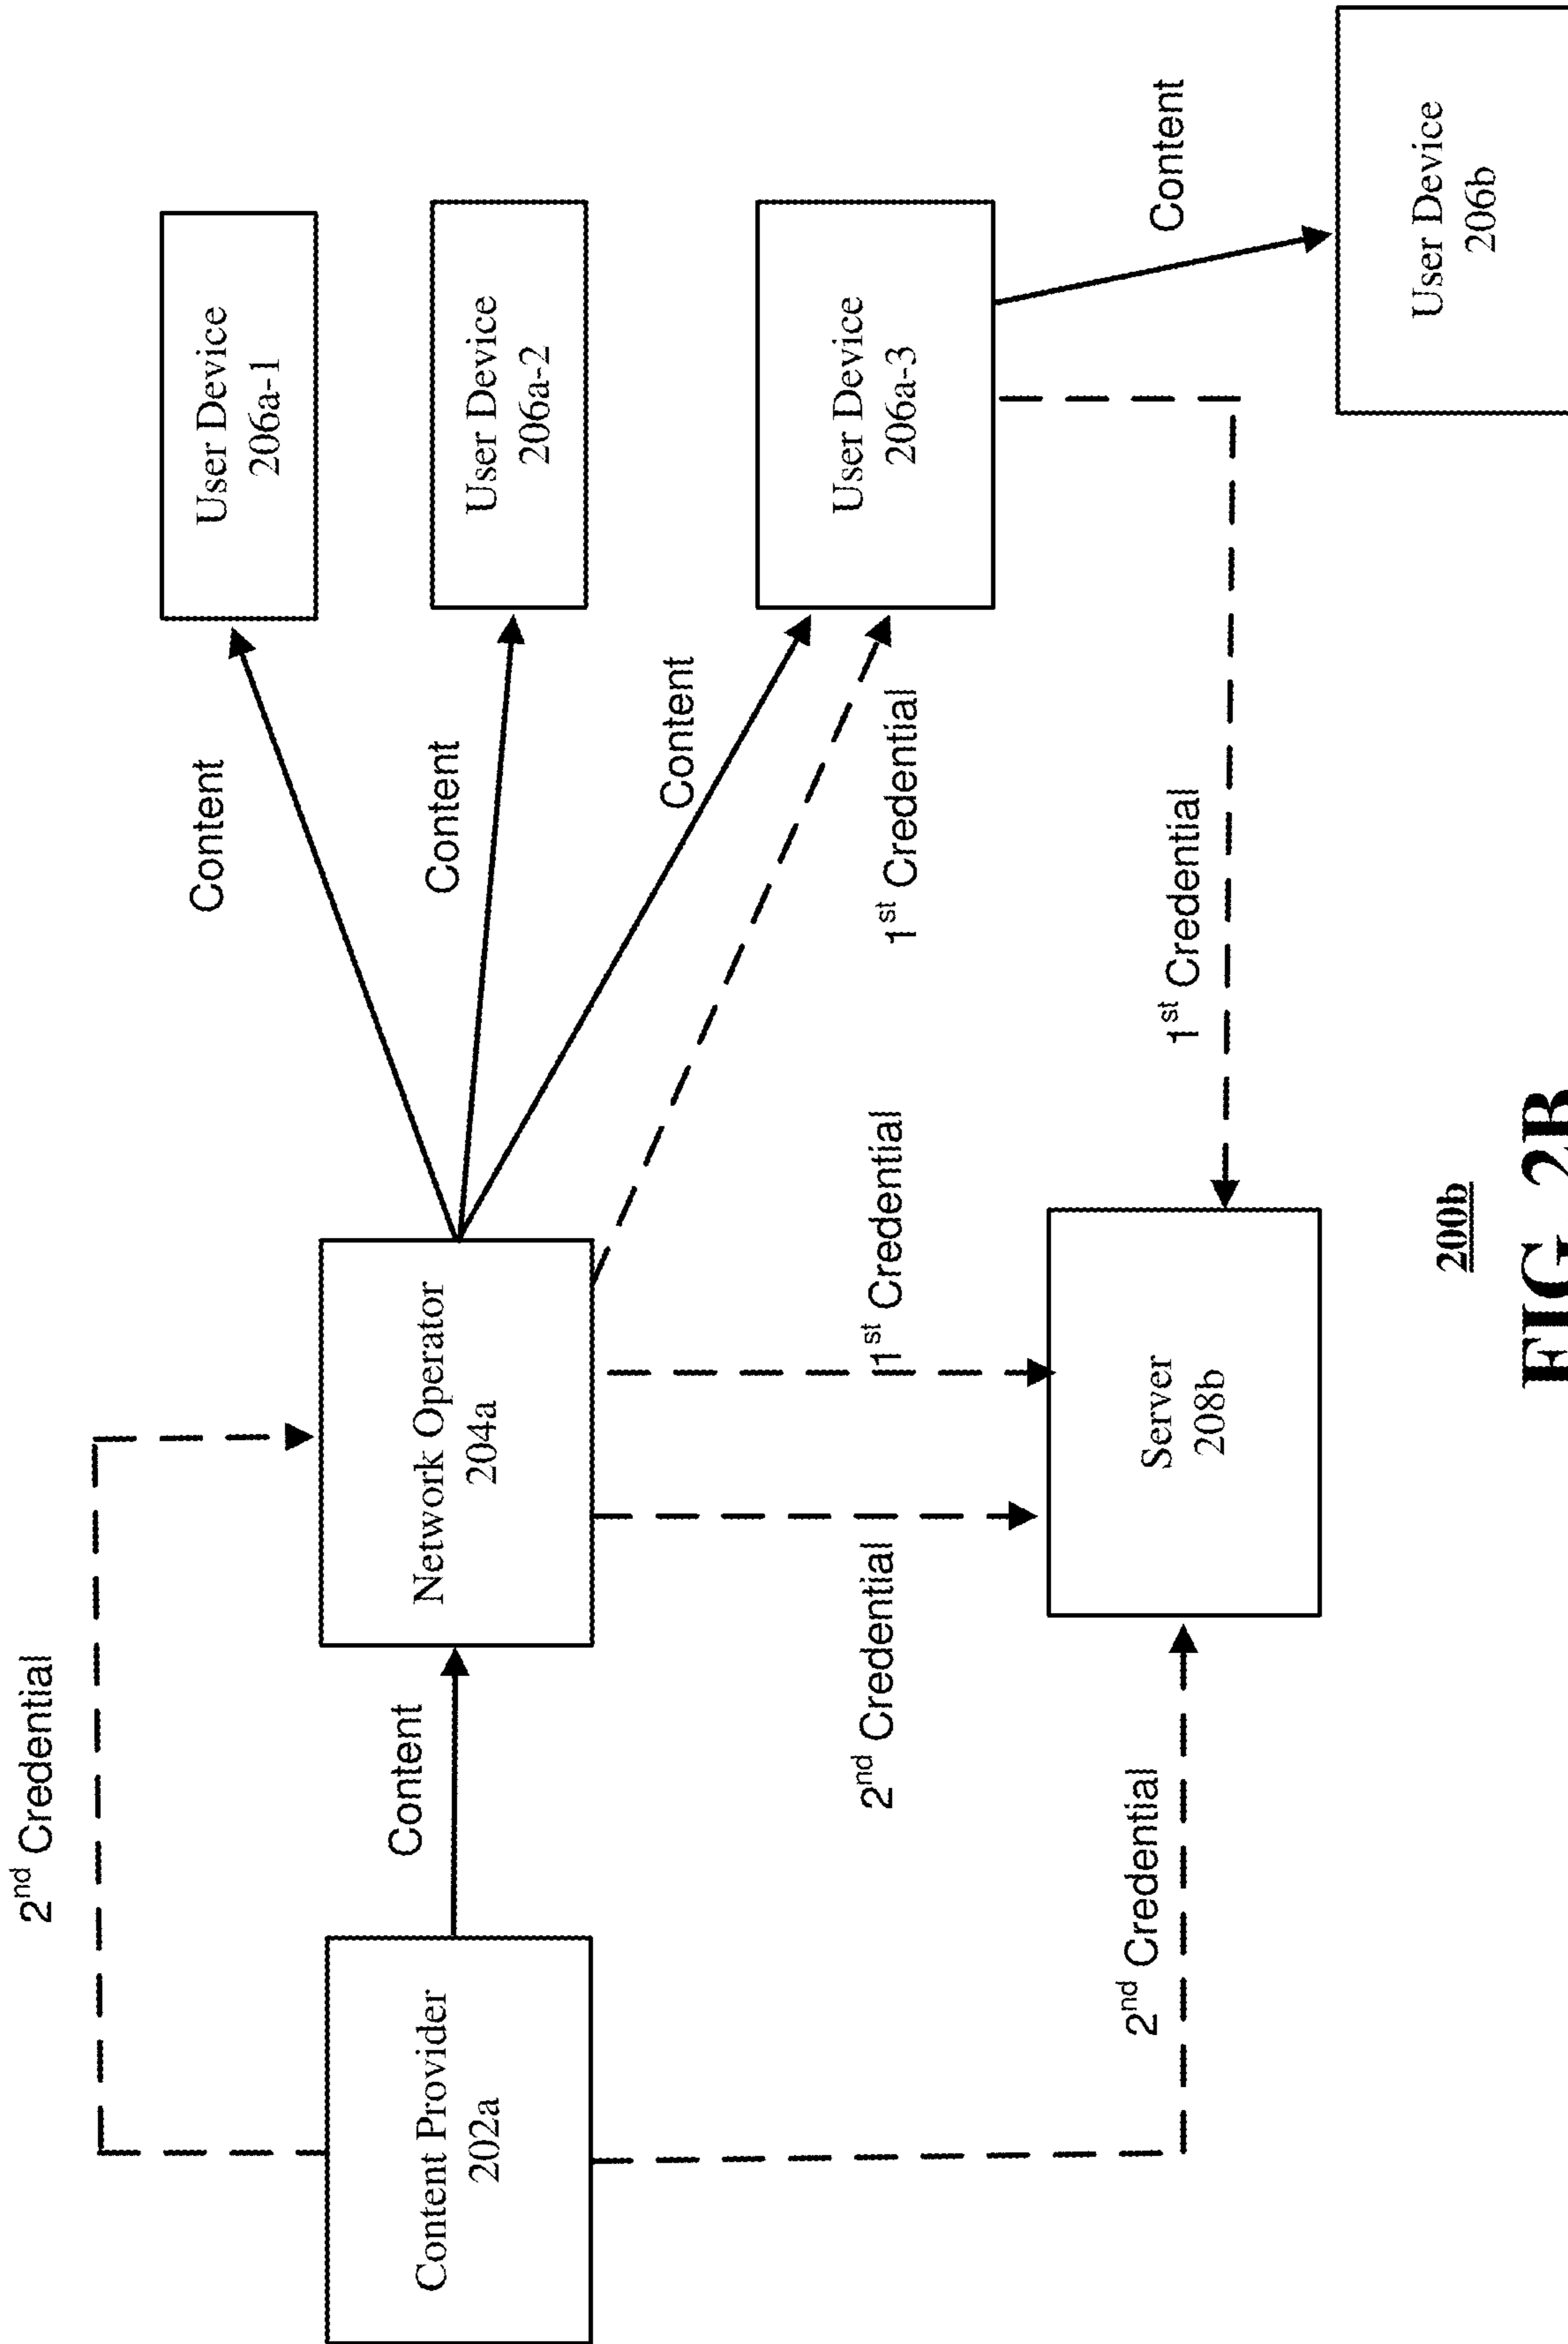 2nd Credential
Content Provider
202a
Content
Network Operator
204a
Content
User Device
206a-1
Content
User Device
206a-2
Content
1st Credential
User Device
206a-3
2nd Credential
1st Credential
2nd Credential
Server
208b
1st Credential
Content
User Device
206b
200b
FIG 2B